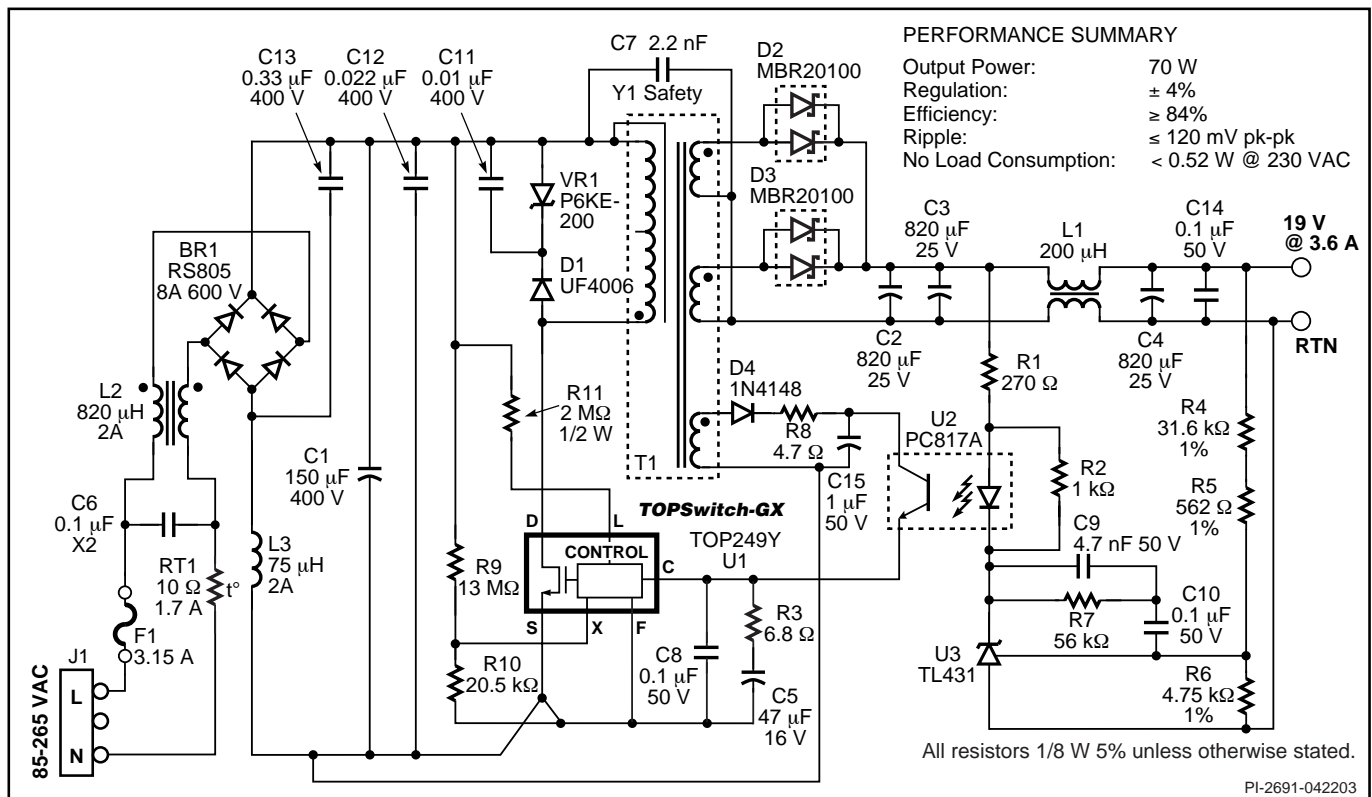 C13
0.33 µF
400 V
C12
0.022 µF
400 V
C11
0.01 µF
400 V
C7 2.2 nF
Y1 Safety
D2
MBR20100
PERFORMANCE SUMMARY
Output Power: 70 W
Regulation: ± 4%
Efficiency: ≥ 84%
Ripple: ≤ 120 mV pk-pk
No Load Consumption: < 0.52 W @ 230 VAC
VR1
P6KE-
200
D1
UF4006
D3
MBR20100
C3
820 µF
25 V
L1
200 µH
C14
0.1 µF
50 V
19 V
@ 3.6 A
RTN
BR1
RS805
8A 600 V
C2
820 µF
25 V
C4
820 µF
25 V
L2
820 µH
2A
R11
2 MΩ
1/2 W
D4
1N4148
R8
4.7 Ω
R1
270 Ω
U2
PC817A
R4
31.6 kΩ
1%
T1
C1
150 µF
400 V
C15
1 µF
50 V
R2
1 kΩ
R5
562 Ω
1%
C6
0.1 µF
X2
TOPSwitch-GX
D
L
TOP249Y
U1
CONTROL
C
S
X
F
C9
4.7 nF 50 V
L3
75 µH
2A
RT1
10 Ω
1.7 A
t°
R9
13 MΩ
R3
6.8 Ω
R7
56 kΩ
C10
0.1 µF
50 V
F1
3.15 A
J1
L
N
85-265 VAC
R10
20.5 kΩ
C8
0.1 µF
50 V
C5
47 µF
16 V
U3
TL431
R6
4.75 kΩ
1%
All resistors 1/8 W 5% unless otherwise stated.
PI-2691-042203